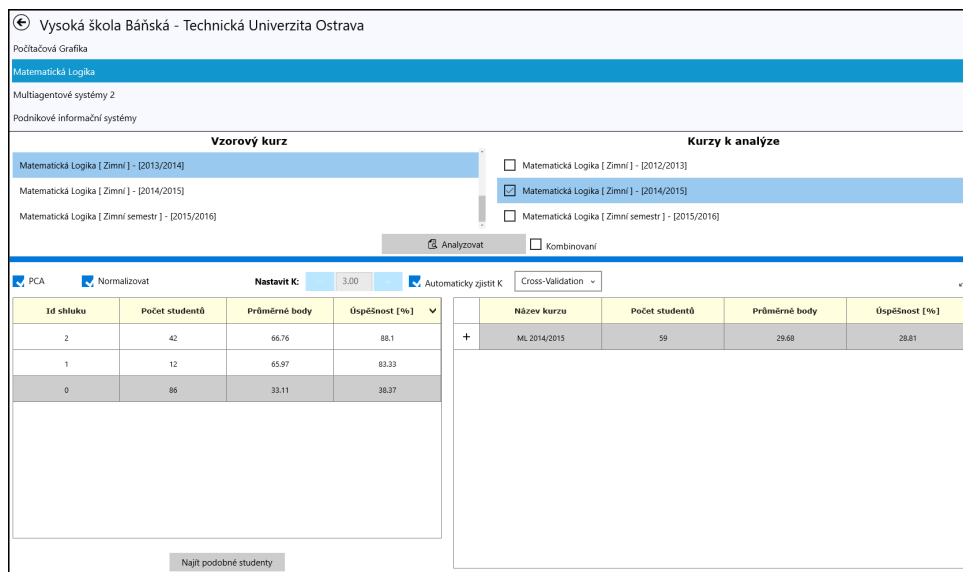 Vysoká škola Báňská - Technická Univerzita Ostrava
Počítačová Grafika
Matematická Logika
Multiagentové systémy 2
Podnikové informační systémy
Vzorový kurz
Matematická Logika [ Zimní ] - [2013/2014]
Matematická Logika [ Zimní ] - [2014/2015]
Matematická Logika [ Zimní semestr ] - [2015/2016]
Kurzy k analýze
Matematická Logika [ Zimní ] - [2012/2013]
Matematická Logika [ Zimní ] - [2014/2015]
Matematická Logika [ Zimní semestr ] - [2015/2016]
Analyzovat Kombinovaní
PCA Normalizovat Nastavit K: 3.00 Automaticky zjistit K Cross-Validation
Id shluku Počet studentů Průměrné body Úspěšnost [%]
2 42 66.76 88.1
1 12 65.97 83.33
0 86 33.11 38.37
Najít podobné studenty
Název kurzu Počet studentů Průměrné body Úspěšnost [%]
+ ML 2014/2015 59 29.68 28.81